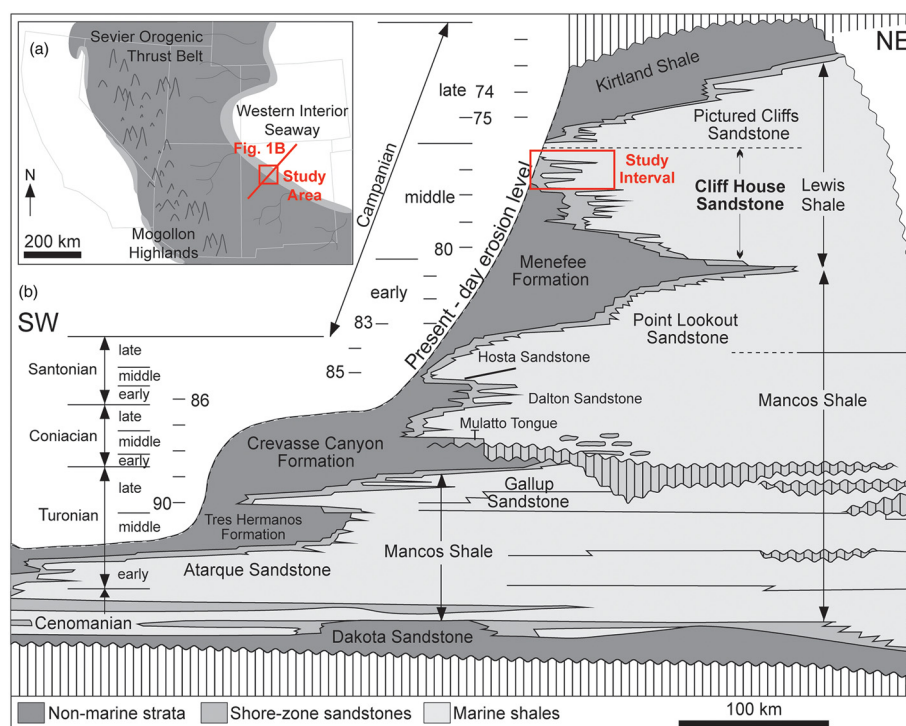 (a)
Sevier Orogenic
Thrust Belt
Western Interior
Seaway
Fig. 1B
Study
Area
N
200 km
Mogollon
Highlands
(b)
SW
NE
Campanian
late
74
75
middle
80
early
83
85
Santonian
late
middle
early
86
Coniacian
late
middle
early
Turonian
late
90
middle
early
Cenomanian
Present - day erosion level
Kirtland Shale
Pictured Cliffs
Sandstone
Study
Interval
Cliff House
Sandstone
Lewis
Shale
Menefee
Formation
Point Lookout
Sandstone
Hosta Sandstone
Dalton Sandstone
Mancos Shale
Mulatto Tongue
Crevasse Canyon
Formation
Gallup
Sandstone
Tres Hermanos
Formation
Mancos Shale
Atarque Sandstone
Dakota Sandstone
Non-marine strata
Shore-zone sandstones
Marine shales
100 km